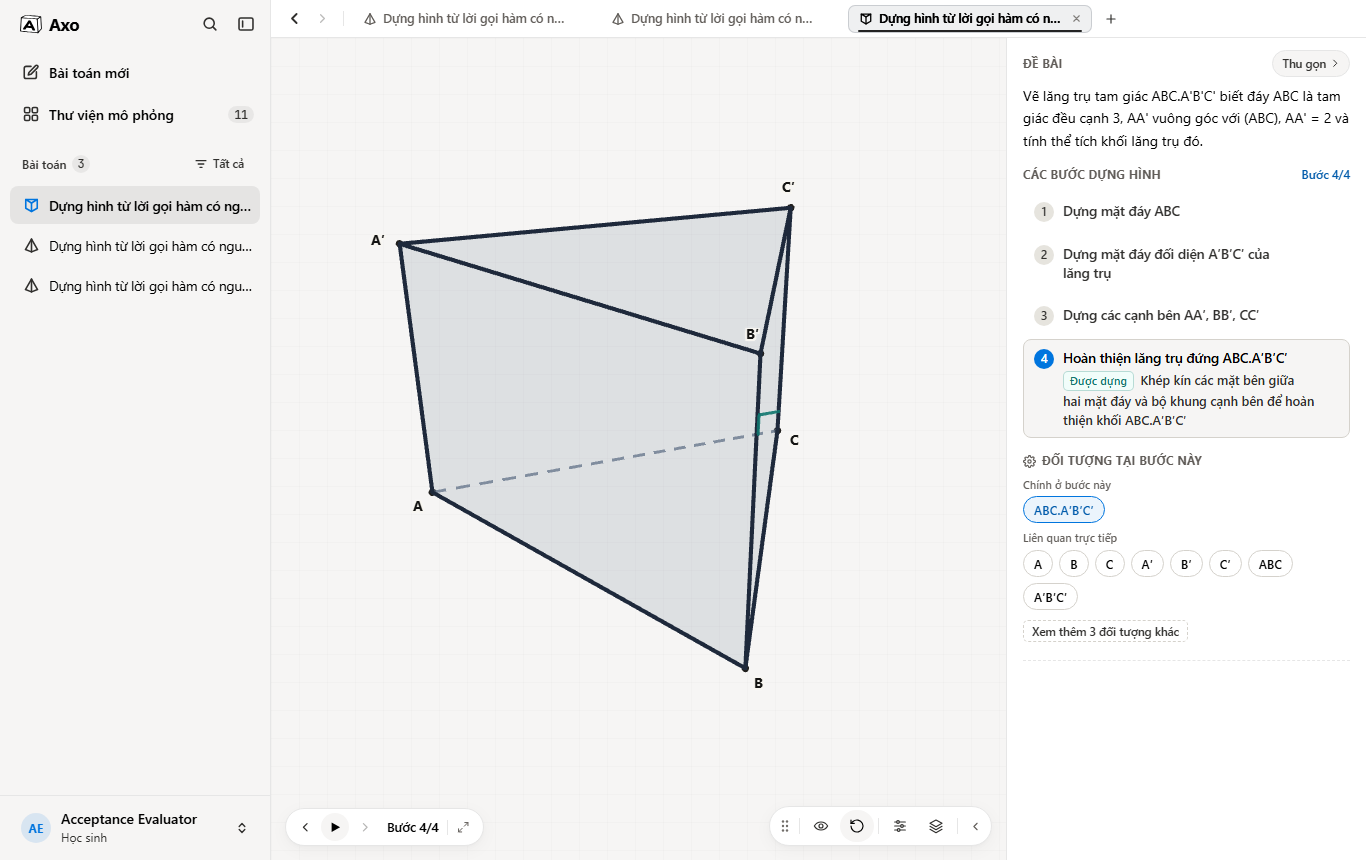 Axo
Bài toán mới
Thư viện mô phỏng 11
Bài toán 3 Tất cả
Dựng hình từ lời gọi hàm có ng...
Dựng hình từ lời gọi hàm có ngu...
Dựng hình từ lời gọi hàm có ngu...
AE
Acceptance Evaluator
Học sinh
Dựng hình từ lời gọi hàm có n...
Dựng hình từ lời gọi hàm có n...
Dựng hình từ lời gọi hàm có n...
C′
A′
B′
C
A
B
Bước 4/4
ĐỀ BÀI
Thu gọn
Vẽ lăng trụ tam giác ABC.A'B'C' biết đáy ABC là tam
giác đều cạnh 3, AA' vuông góc với (ABC), AA' = 2 và
tính thể tích khối lăng trụ đó.
CÁC BƯỚC DỰNG HÌNH
Bước 4/4
1 Dựng mặt đáy ABC
2 Dựng mặt đáy đối diện A′B′C′ của
lăng trụ
3 Dựng các cạnh bên AA′, BB′, CC′
4 Hoàn thiện lăng trụ đứng ABC.A′B′C′
Được dựng Khép kín các mặt bên giữa
hai mặt đáy và bộ khung cạnh bên để hoàn
thiện khối ABC.A′B′C′
ĐỐI TƯỢNG TẠI BƯỚC NÀY
Chính ở bước này
ABC.A′B′C′
Liên quan trực tiếp
A B C A′ B′ C′ ABC
A′B′C′
Xem thêm 3 đối tượng khác